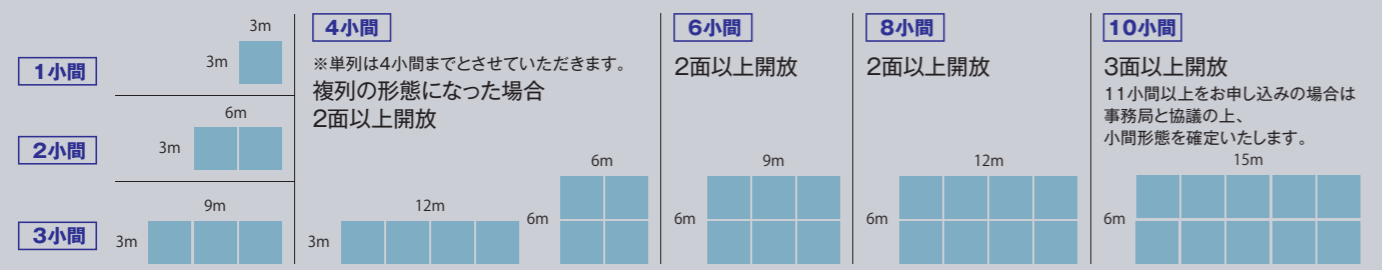 1小間
3m
3m
2小間
6m
3m
3小間
9m
3m
4小間
※単列は4小間までとさせていただきます。
複列の形態になった場合
2面以上開放
12m
3m
6m
6m
6小間
2面以上開放
9m
6m
8小間
2面以上開放
12m
6m
10小間
3面以上開放
11小間以上をお申し込みの場合は
事務局と協議の上、
小間形態を確定いたします。
15m
6m